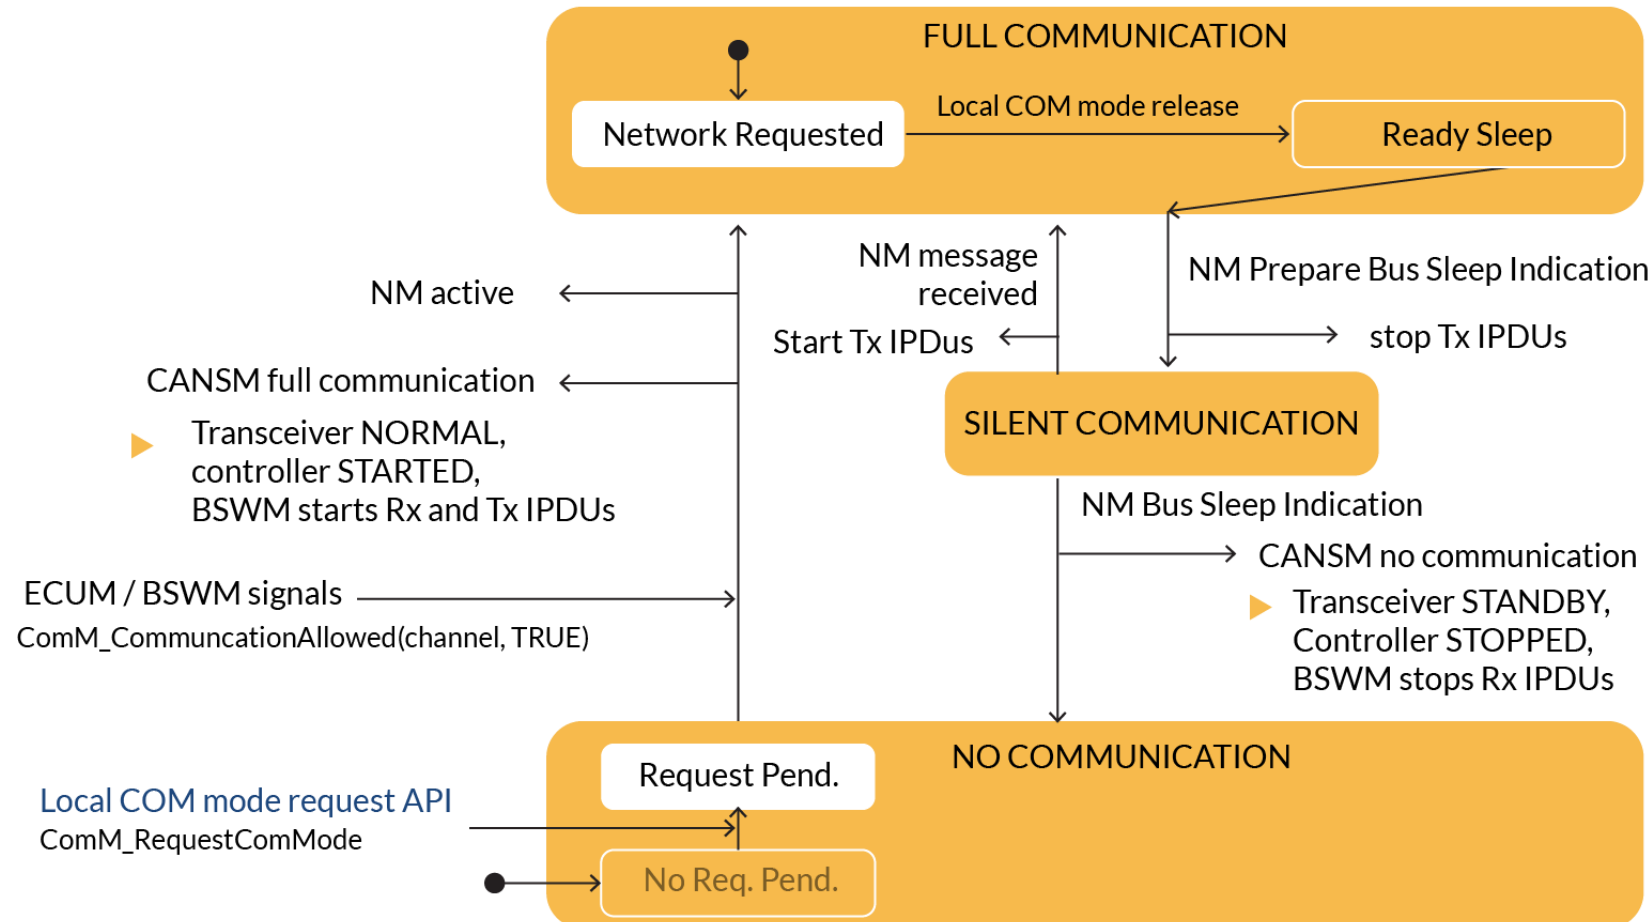 FULL COMMUNICATION
Local COM mode release
Network Requested
Ready Sleep
NM message
received
NM Prepare Bus Sleep Indication
NM active
Start Tx IPDus
stop Tx IPDUs
CANSM full communication
Transceiver NORMAL,
controller STARTED,
BSWM starts Rx and Tx IPDUs
SILENT COMMUNICATION
NM Bus Sleep Indication
CANSM no communication
Transceiver STANDBY,
Controller STOPPED,
BSWM stops Rx IPDUs
ECUM / BSWM signals
ComM_CommuncationAllowed(channel, TRUE)
NO COMMUNICATION
Request Pend.
Local COM mode request API
ComM_RequestComMode
No Req. Pend.